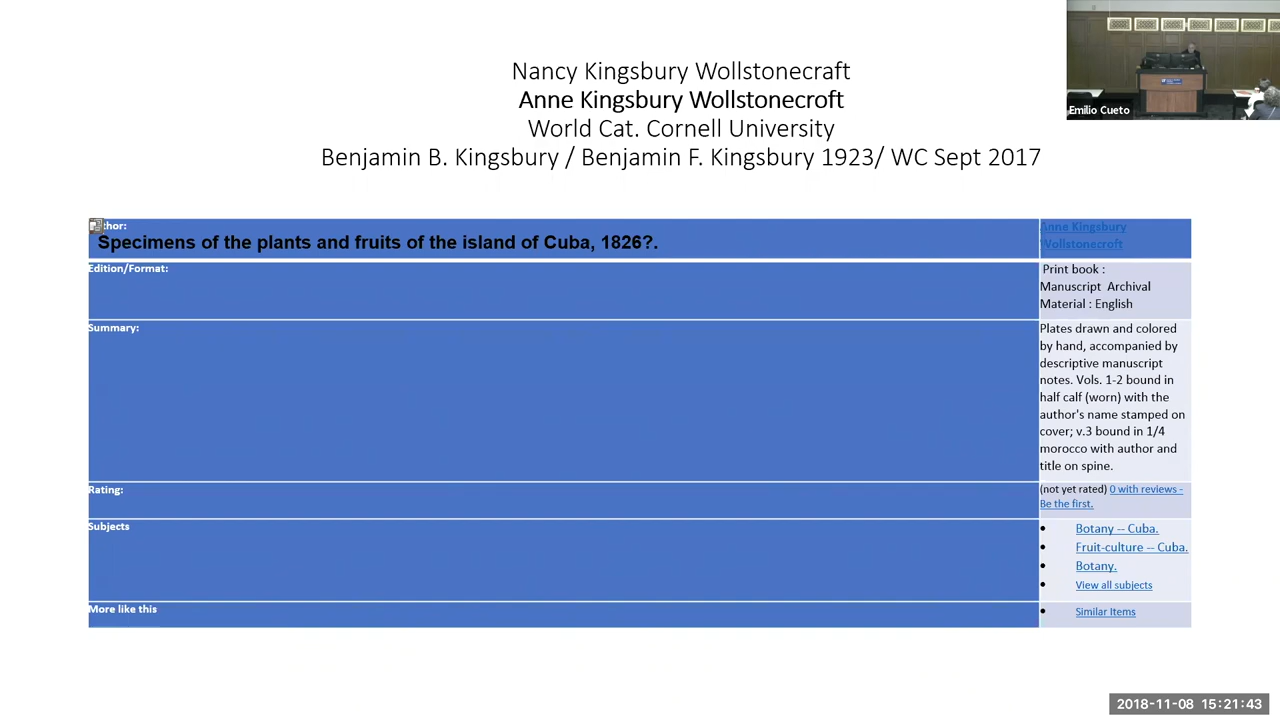 Nancy Kingsbury Wollstonecraft
Anne Kingsbury Wollstonecroft
World Cat. Cornell University
Benjamin B. Kingsbury / Benjamin F. Kingsbury 1923/ WC Sept 2017
Emilio Cueto
thor:
Specimens of the plants and fruits of the island of Cuba, 1826?.
Anne Kingsbury
Wollstonecroft
Edition/Format:
Print book :
Manuscript Archival
Material : English
Summary:
Plates drawn and colored
by hand, accompanied by
descriptive manuscript
notes. Vols. 1-2 bound in
half calf (worn) with the
author's name stamped on
cover; v.3 bound in 1/4
morocco with author and
title on spine.
Rating:
(not yet rated) 0 with reviews -
Be the first.
Subjects
• Botany -- Cuba.
• Fruit-culture -- Cuba.
• Botany.
• View all subjects
More like this
• Similar Items
2018-11-08 15:21:43